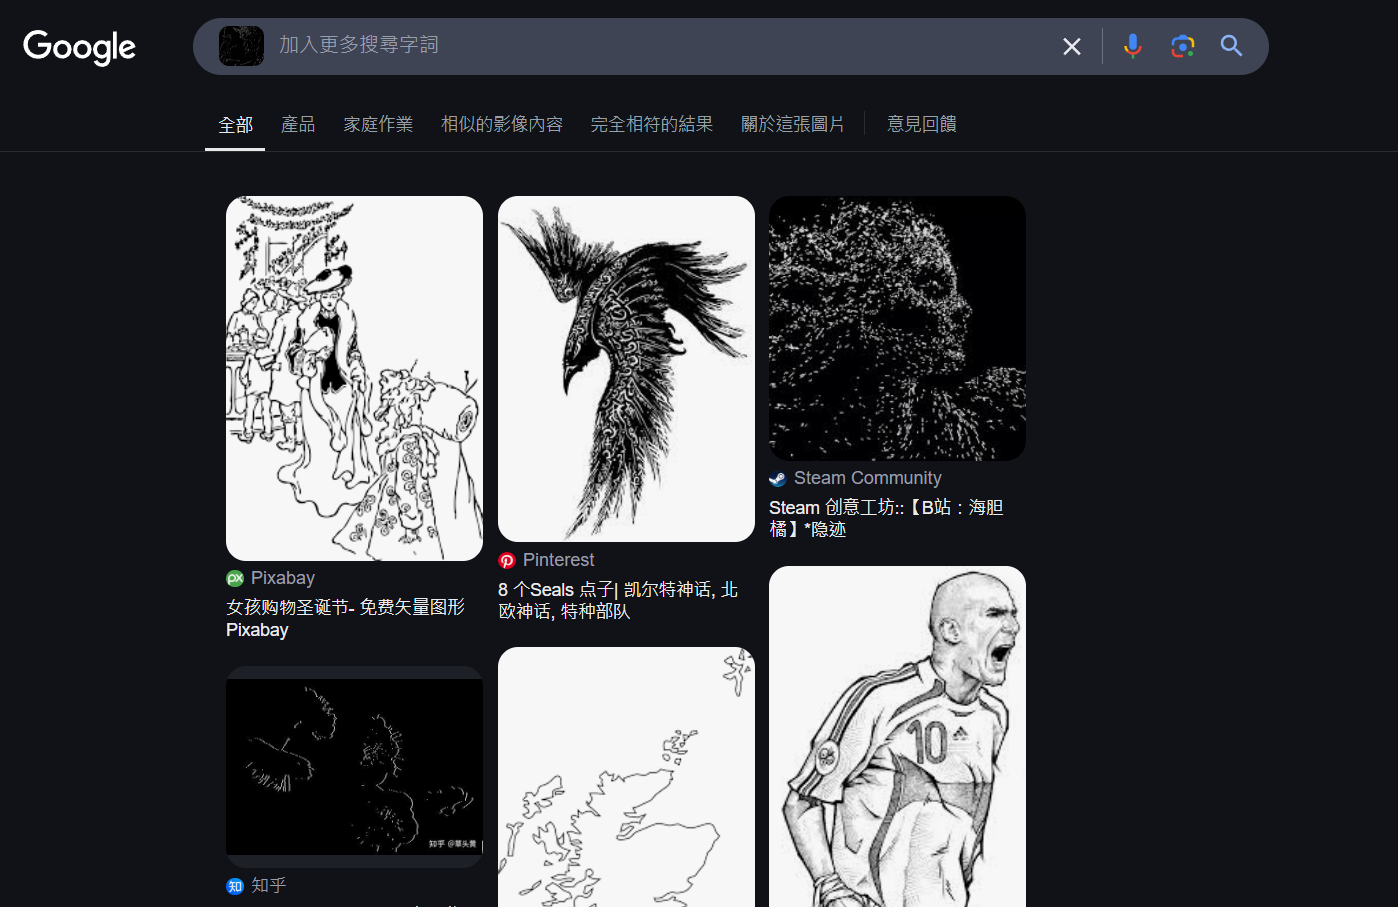 Google
加入更多搜尋字詞
全部
產品
家庭作業
相似的影像內容
完全相符的結果
關於這張圖片
意見回饋
px Pixabay
女孩购物圣诞节- 免费矢量图形
Pixabay
知乎 @草头黄
知 知乎
Pinterest
8 个Seals 点子| 凯尔特神话, 北
欧神话, 特种部队
Steam Community
Steam 创意工坊::【B站：海胆
橘】*隐迹
10